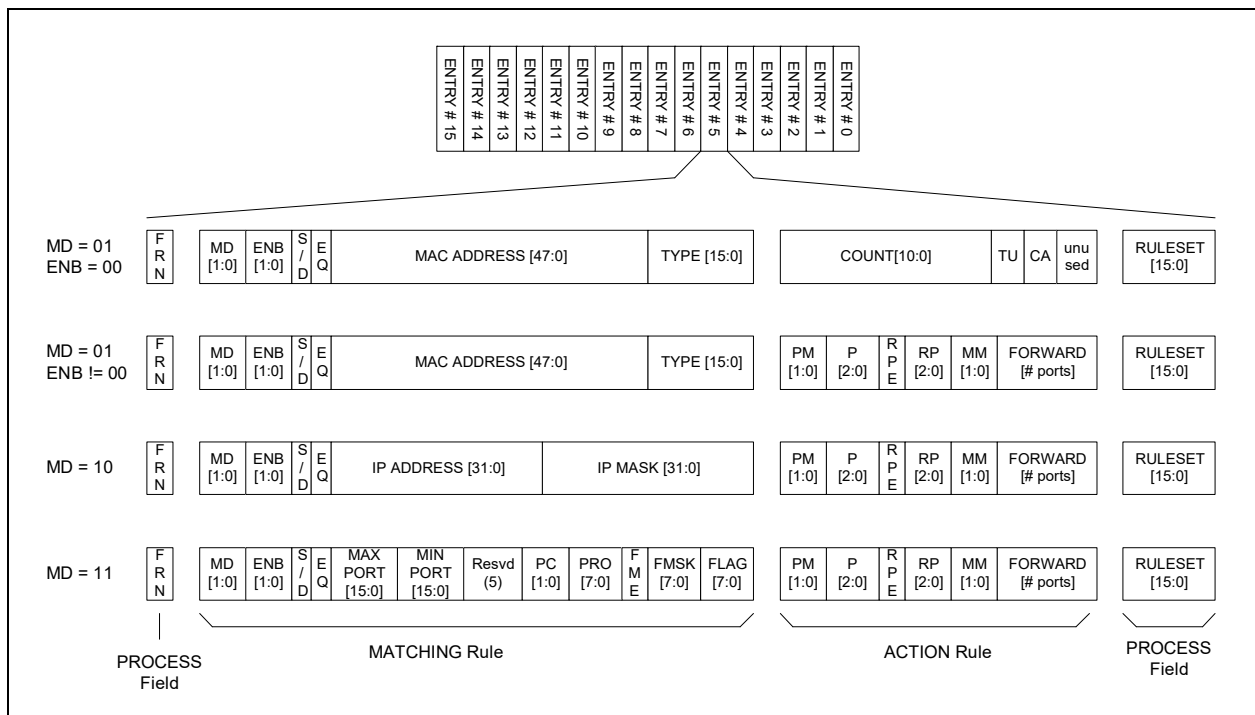 ENTRY # 15
ENTRY # 14
ENTRY # 13
ENTRY # 12
ENTRY # 11
ENTRY # 10
ENTRY # 9
ENTRY # 8
ENTRY # 7
ENTRY # 6
ENTRY # 5
ENTRY # 4
ENTRY # 3
ENTRY # 2
ENTRY # 1
ENTRY # 0
MD = 01
ENB = 00
F
R
N
MD
[1:0]
ENB
[1:0]
S
/
D
E
Q
MAC ADDRESS [47:0]
TYPE [15:0]
COUNT[10:0]
TU
CA
unu
sed
RULESET
[15:0]
MD = 01
ENB != 00
F
R
N
MD
[1:0]
ENB
[1:0]
S
/
D
E
Q
MAC ADDRESS [47:0]
TYPE [15:0]
PM
[1:0]
P
[2:0]
R
P
E
RP
[2:0]
MM
[1:0]
FORWARD
[# ports]
RULESET
[15:0]
MD = 10
F
R
N
MD
[1:0]
ENB
[1:0]
S
/
D
E
Q
IP ADDRESS [31:0]
IP MASK [31:0]
PM
[1:0]
P
[2:0]
R
P
E
RP
[2:0]
MM
[1:0]
FORWARD
[# ports]
RULESET
[15:0]
MD = 11
F
R
N
MD
[1:0]
ENB
[1:0]
S
/
D
E
Q
MAX
PORT
[15:0]
MIN
PORT
[15:0]
Resvd
(5)
PC
[1:0]
PRO
[7:0]
F
M
E
FMSK
[7:0]
FLAG
[7:0]
PM
[1:0]
P
[2:0]
R
P
E
RP
[2:0]
MM
[1:0]
FORWARD
[# ports]
RULESET
[15:0]
PROCESS
Field
MATCHING Rule
ACTION Rule
PROCESS
Field